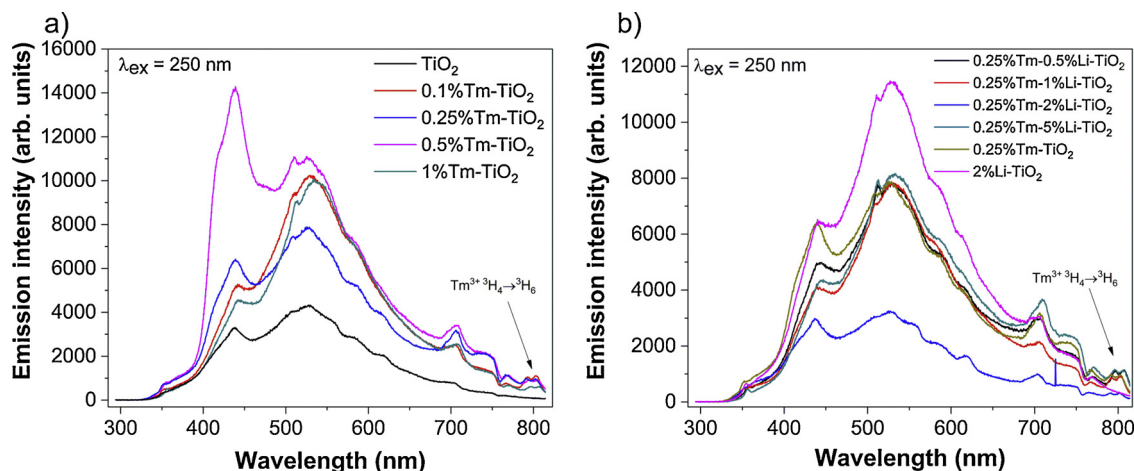 a)
Emission intensity (arb. units)
16000
14000
12000
10000
8000
6000
4000
2000
0
λex = 250 nm
TiO2
0.1%Tm-TiO2
0.25%Tm-TiO2
0.5%Tm-TiO2
1%Tm-TiO2
Tm3+ 3H4→3H6
300 400 500 600 700 800
Wavelength (nm)
b)
Emission intensity (arb. units)
12000
10000
8000
6000
4000
2000
0
λex = 250 nm
0.25%Tm-0.5%Li-TiO2
0.25%Tm-1%Li-TiO2
0.25%Tm-2%Li-TiO2
0.25%Tm-5%Li-TiO2
0.25%Tm-TiO2
2%Li-TiO2
Tm3+ 3H4→3H6
300 400 500 600 700 800
Wavelength (nm)